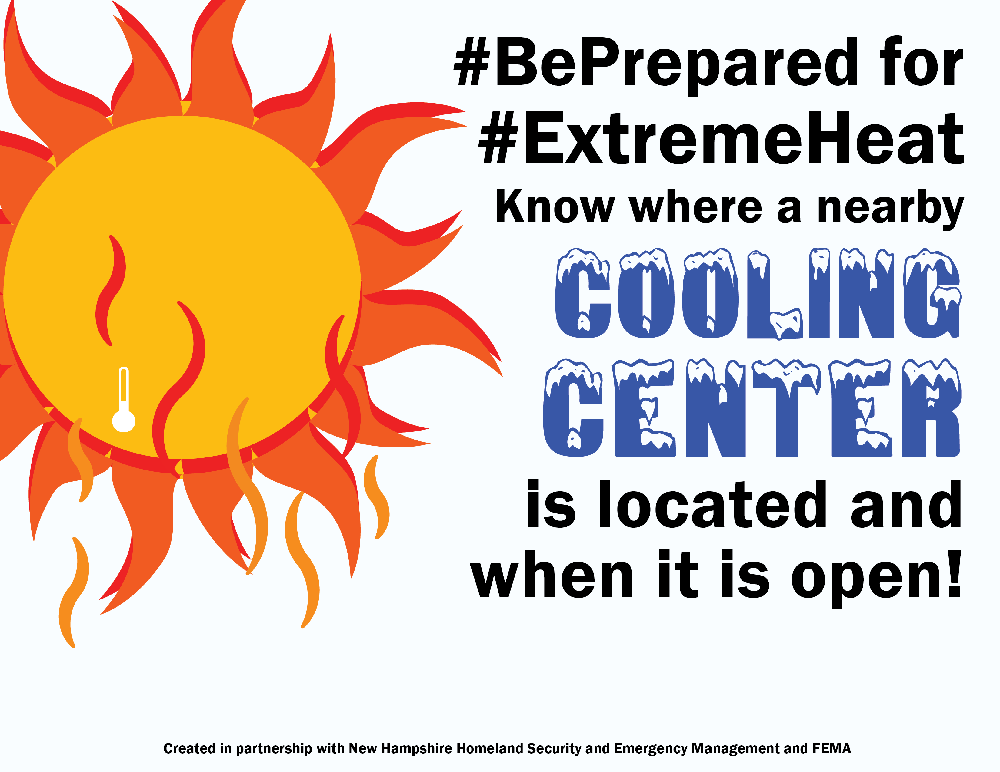 #BePrepared for
#ExtremeHeat
Know where a nearby
COOLING
CENTER
is located and
when it is open!
Created in partnership with New Hampshire Homeland Security and Emergency Management and FEMA